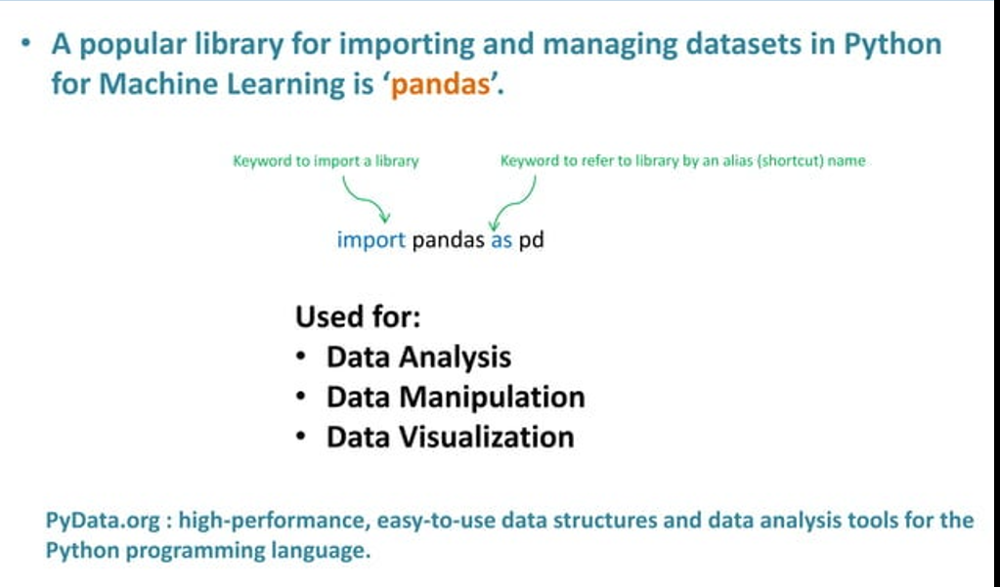 • A popular library for importing and managing datasets in Python
for Machine Learning is ‘pandas’.
Keyword to import a library
Keyword to refer to library by an alias (shortcut) name
import pandas as pd
Used for:
• Data Analysis
• Data Manipulation
• Data Visualization
PyData.org : high-performance, easy-to-use data structures and data analysis tools for the
Python programming language.